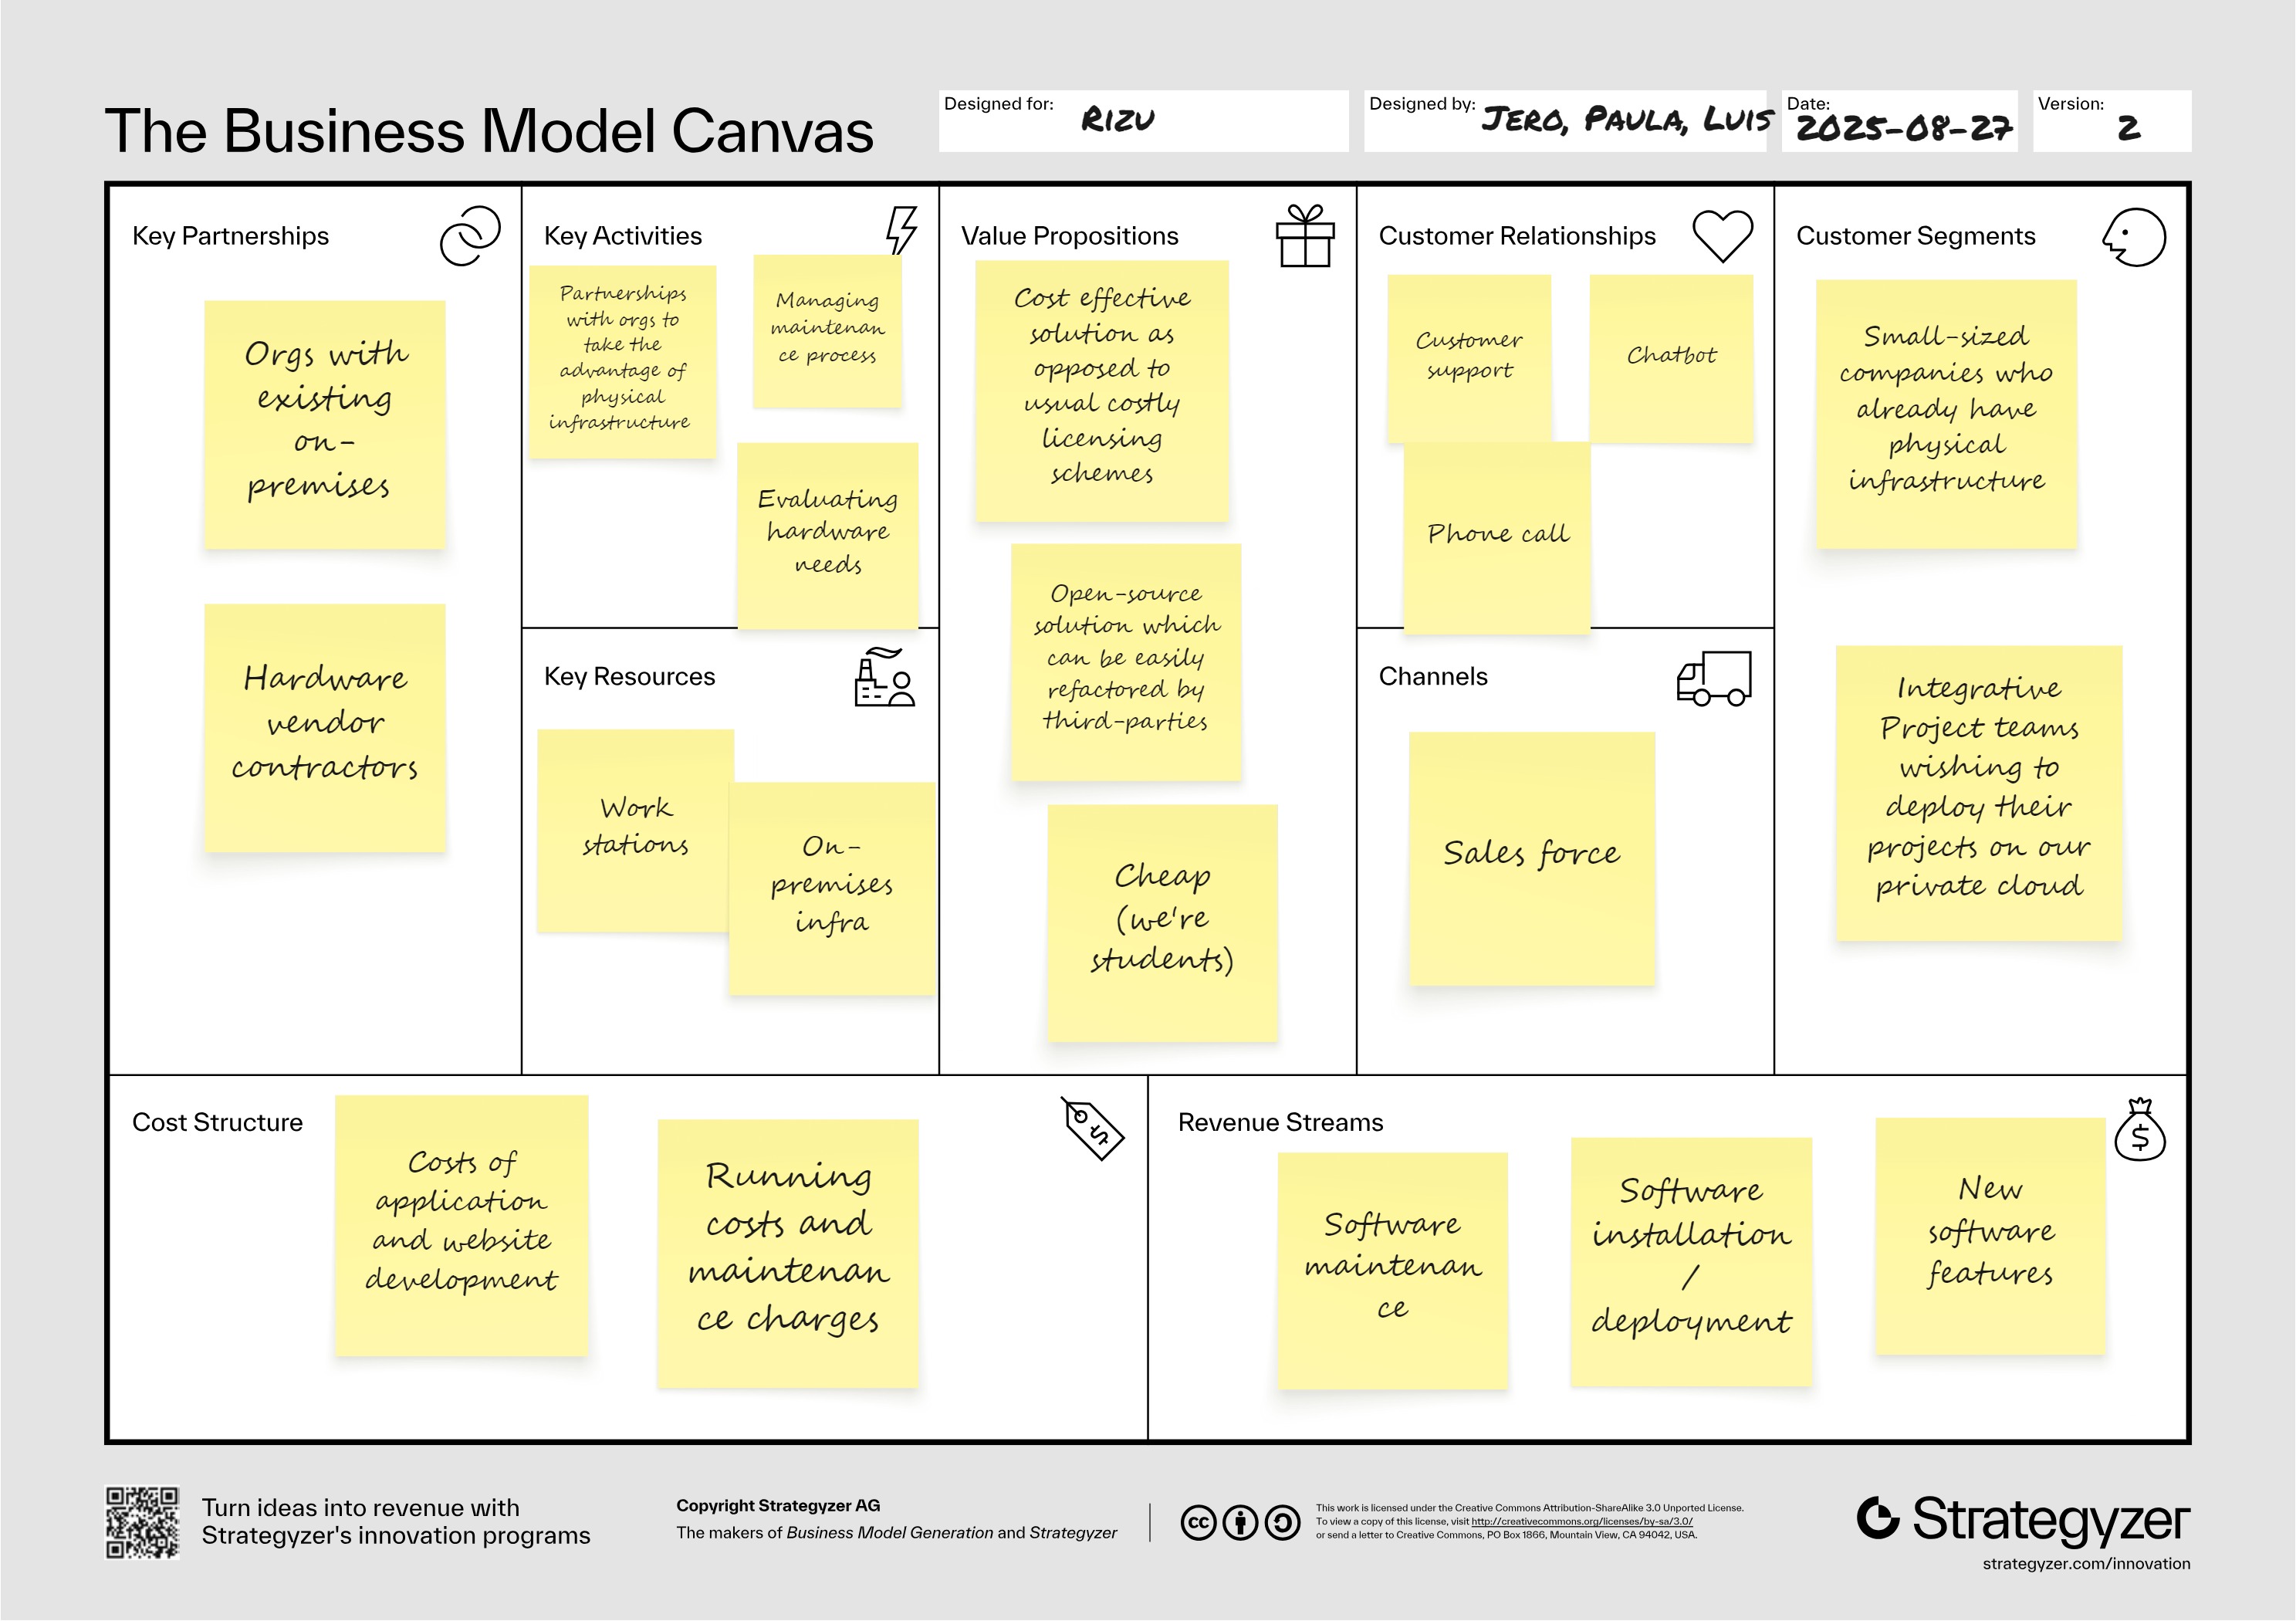 The Business Model Canvas
Designed for:
Rizu
Designed by:
Jero, Paula, Luis
Date:
2025-08-27
Version:
2
Key Partnerships
Orgs with
existing
on-
premises
Hardware
vendor
contractors
Key Activities
Partnerships
with orgs to
take the
advantage of
physical
infrastructure
Managing
maintenan
ce process
Evaluating
hardware
needs
Key Resources
Work
stations
On-
premises
infra
Value Propositions
Cost effective
solution as
opposed to
usual costly
licensing
schemes
Open-source
solution which
can be easily
refactored by
third-parties
Cheap
(we're
students)
Customer Relationships
Customer
support
Chatbot
Phone call
Channels
Sales force
Customer Segments
Small-sized
companies who
already have
physical
infrastructure
Integrative
Project teams
wishing to
deploy their
projects on our
private cloud
Cost Structure
Costs of
application
and website
development
Running
costs and
maintenan
ce charges
Revenue Streams
Software
maintenan
ce
Software
installation
/
deployment
New
software
features
Turn ideas into revenue with
Strategyzer's innovation programs
Copyright Strategyzer AG
The makers of Business Model Generation and Strategyzer
This work is licensed under the Creative Commons Attribution-ShareAlike 3.0 Unported License.
To view a copy of this license, visit http://creativecommons.org/licenses/by-sa/3.0/
or send a letter to Creative Commons, PO Box 1866, Mountain View, CA 94042, USA.
Strategyzer
strategyzer.com/innovation